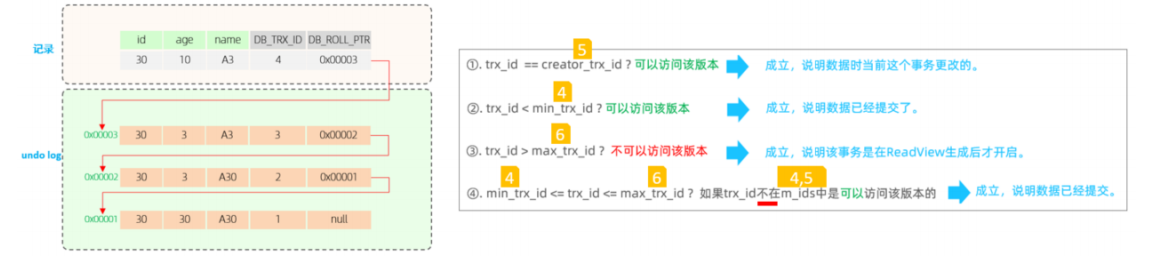 记录
id age name DB_TRX_ID DB_ROLL_PTR
30 10 A3 4 0x00003
undo log
0x00003 30 3 A3 3 0x00002
0x00002 30 3 A30 2 0x00001
0x00001 30 30 A30 1 null
5
①. trx_id == creator_trx_id ? 可以访问该版本 成立，说明数据时当前这个事务更改的。
4
②. trx_id < min_trx_id ? 可以访问该版本 成立，说明数据已经提交了。
6
③. trx_id > max_trx_id ? 不可以访问该版本 成立，说明该事务是在ReadView生成后才开启。
4 6 4,5
④. min_trx_id <= trx_id <= max_trx_id ? 如果trx_id不在m_ids中是可以访问该版本的 成立，说明数据已经提交。